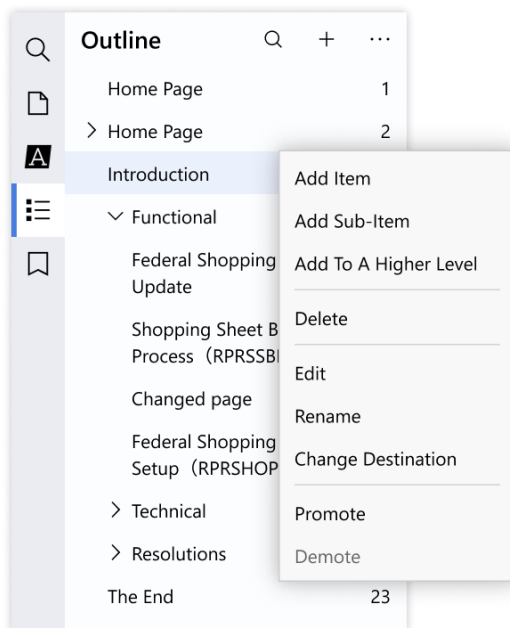 Outline
Home Page 1
Home Page 2
Introduction
Functional
Federal Shopping
Update
Shopping Sheet B
Process（RPRSSB
Changed page
Federal Shopping
Setup（RPRSHOP
Technical
Resolutions
The End 23
Add Item
Add Sub-Item
Add To A Higher Level
Delete
Edit
Rename
Change Destination
Promote
Demote
A